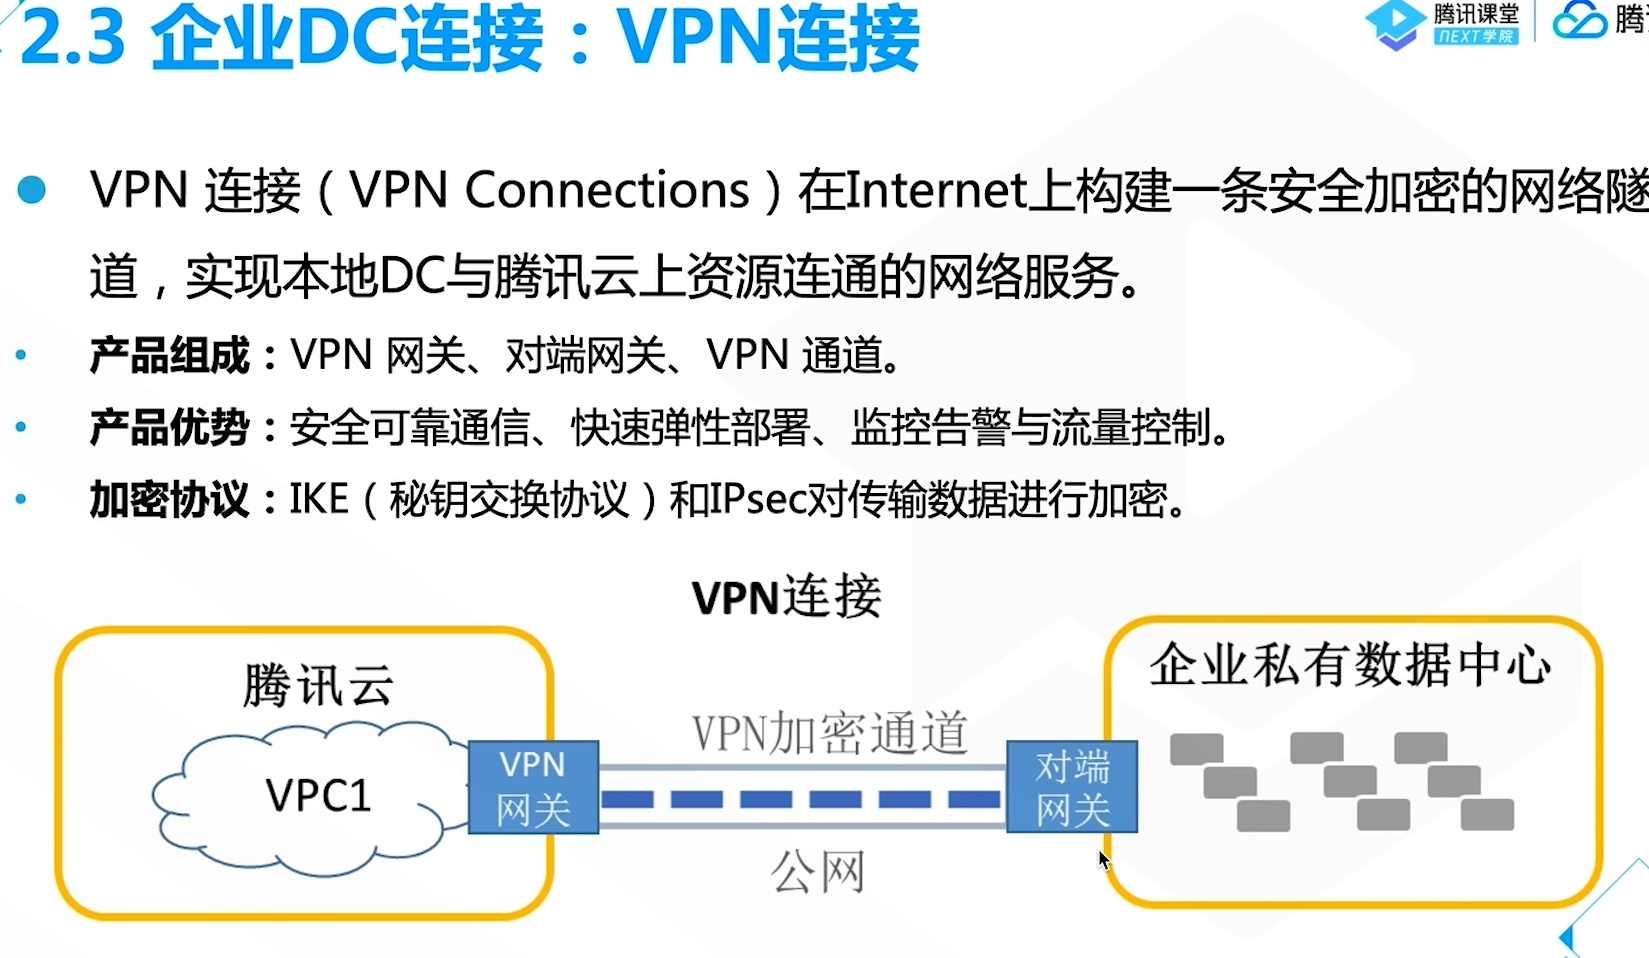 2.3 企业DC连接：VPN连接
腾讯课堂
NEXT学院
腾
VPN 连接（VPN Connections）在Internet上构建一条安全加密的网络隧
道，实现本地DC与腾讯云上资源连通的网络服务。
产品组成：VPN 网关、对端网关、VPN 通道。
产品优势：安全可靠通信、快速弹性部署、监控告警与流量控制。
加密协议：IKE（秘钥交换协议）和IPsec对传输数据进行加密。
VPN连接
腾讯云
VPC1
VPN
网关
VPN加密通道
公网
对端
网关
企业私有数据中心